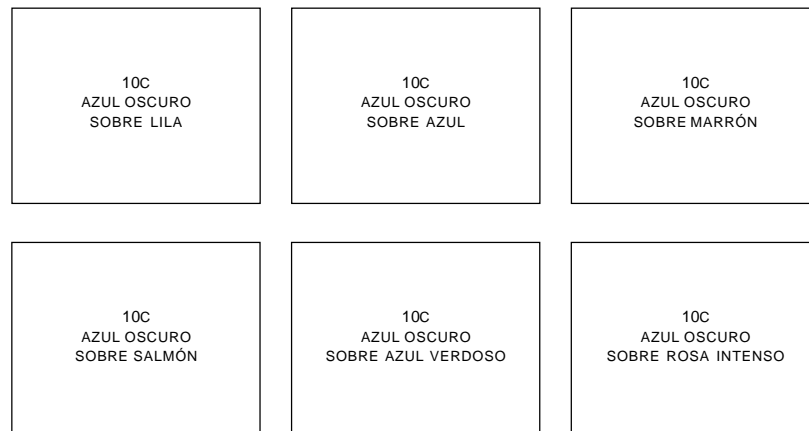 10C
AZUL OSCURO
SOBRE LILA
10C
AZUL OSCURO
SOBRE AZUL
10C
AZUL OSCURO
SOBRE MARRÓN
10C
AZUL OSCURO
SOBRE SALMÓN
10C
AZUL OSCURO
SOBRE AZUL VERDOSO
10C
AZUL OSCURO
SOBRE ROSA INTENSO